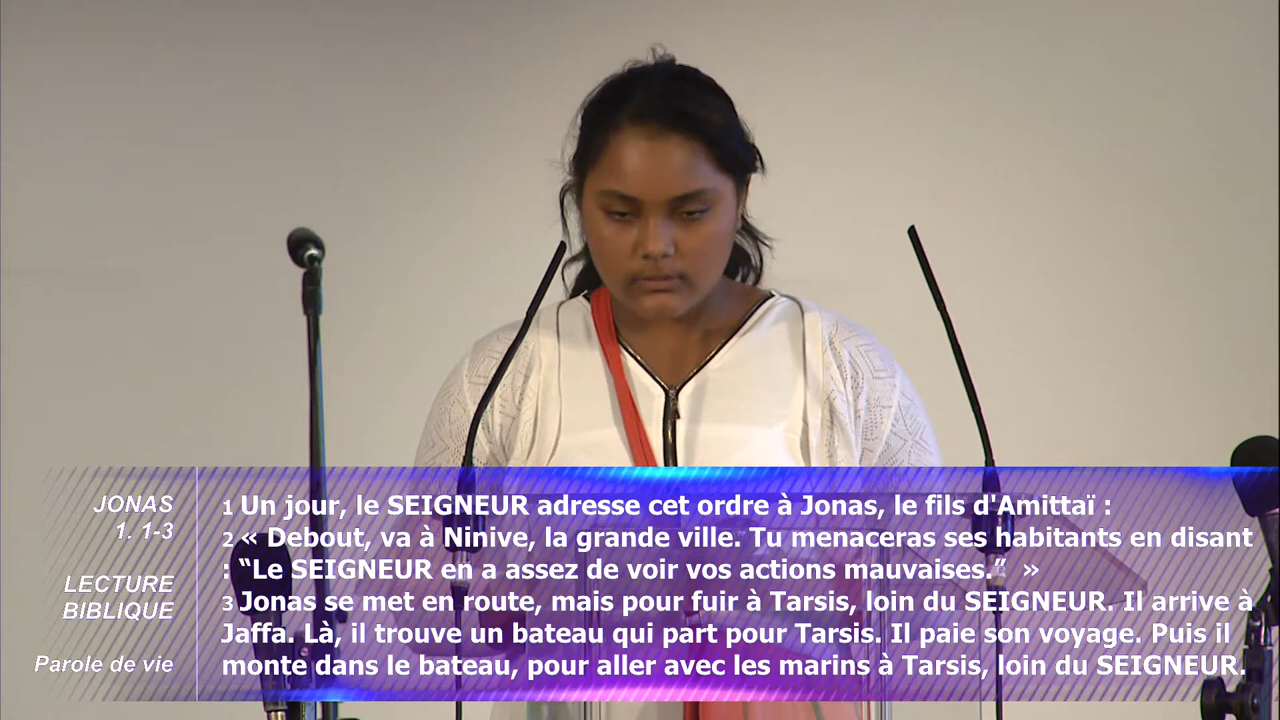 JONAS
1. 1-3
LECTURE
BIBLIQUE
Parole de vie
1 Un jour, le SEIGNEUR adresse cet ordre à Jonas, le fils d'Amittaï :
2 « Debout, va à Ninive, la grande ville. Tu menaceras ses habitants en disant
: “Le SEIGNEUR en a assez de voir vos actions mauvaises.” »
3 Jonas se met en route, mais pour fuir à Tarsis, loin du SEIGNEUR. Il arrive à
Jaffa. Là, il trouve un bateau qui part pour Tarsis. Il paie son voyage. Puis il
monte dans le bateau, pour aller avec les marins à Tarsis, loin du SEIGNEUR.